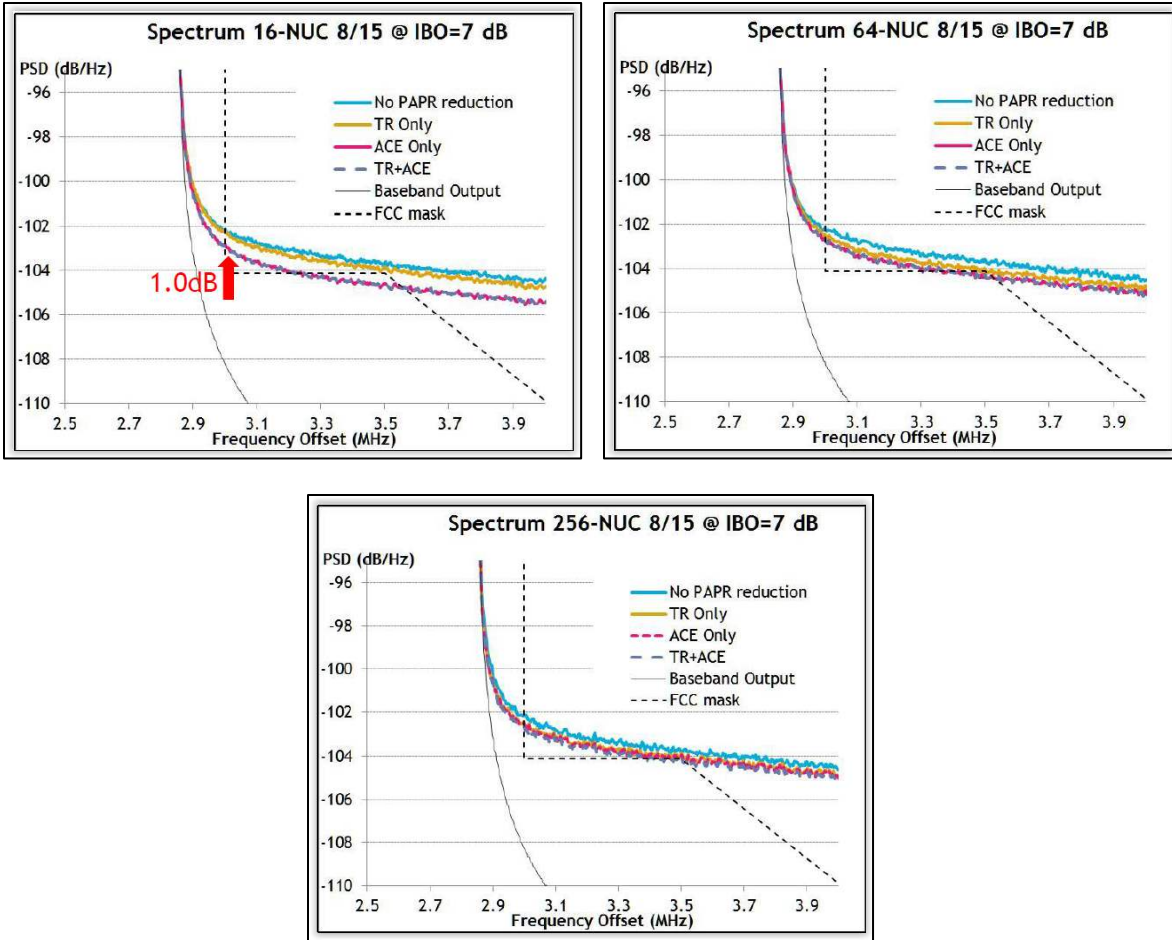 Spectrum 16-NUC 8/15 @ IBO=7 dB
PSD (dB/Hz)
No PAPR reduction
TR Only
ACE Only
TR+ACE
Baseband Output
FCC mask
1.0dB
-96
-98
-100
-102
-104
-106
-108
-110
2.5 2.7 2.9 3.1 3.3 3.5 3.7 3.9
Frequency Offset (MHz)
Spectrum 64-NUC 8/15 @ IBO=7 dB
PSD (dB/Hz)
No PAPR reduction
TR Only
ACE Only
TR+ACE
Baseband Output
FCC mask
-96
-98
-100
-102
-104
-106
-108
-110
2.5 2.7 2.9 3.1 3.3 3.5 3.7 3.9
Frequency Offset (MHz)
Spectrum 256-NUC 8/15 @ IBO=7 dB
PSD (dB/Hz)
No PAPR reduction
TR Only
ACE Only
TR+ACE
Baseband Output
FCC mask
-96
-98
-100
-102
-104
-106
-108
-110
2.5 2.7 2.9 3.1 3.3 3.5 3.7 3.9
Frequency Offset (MHz)